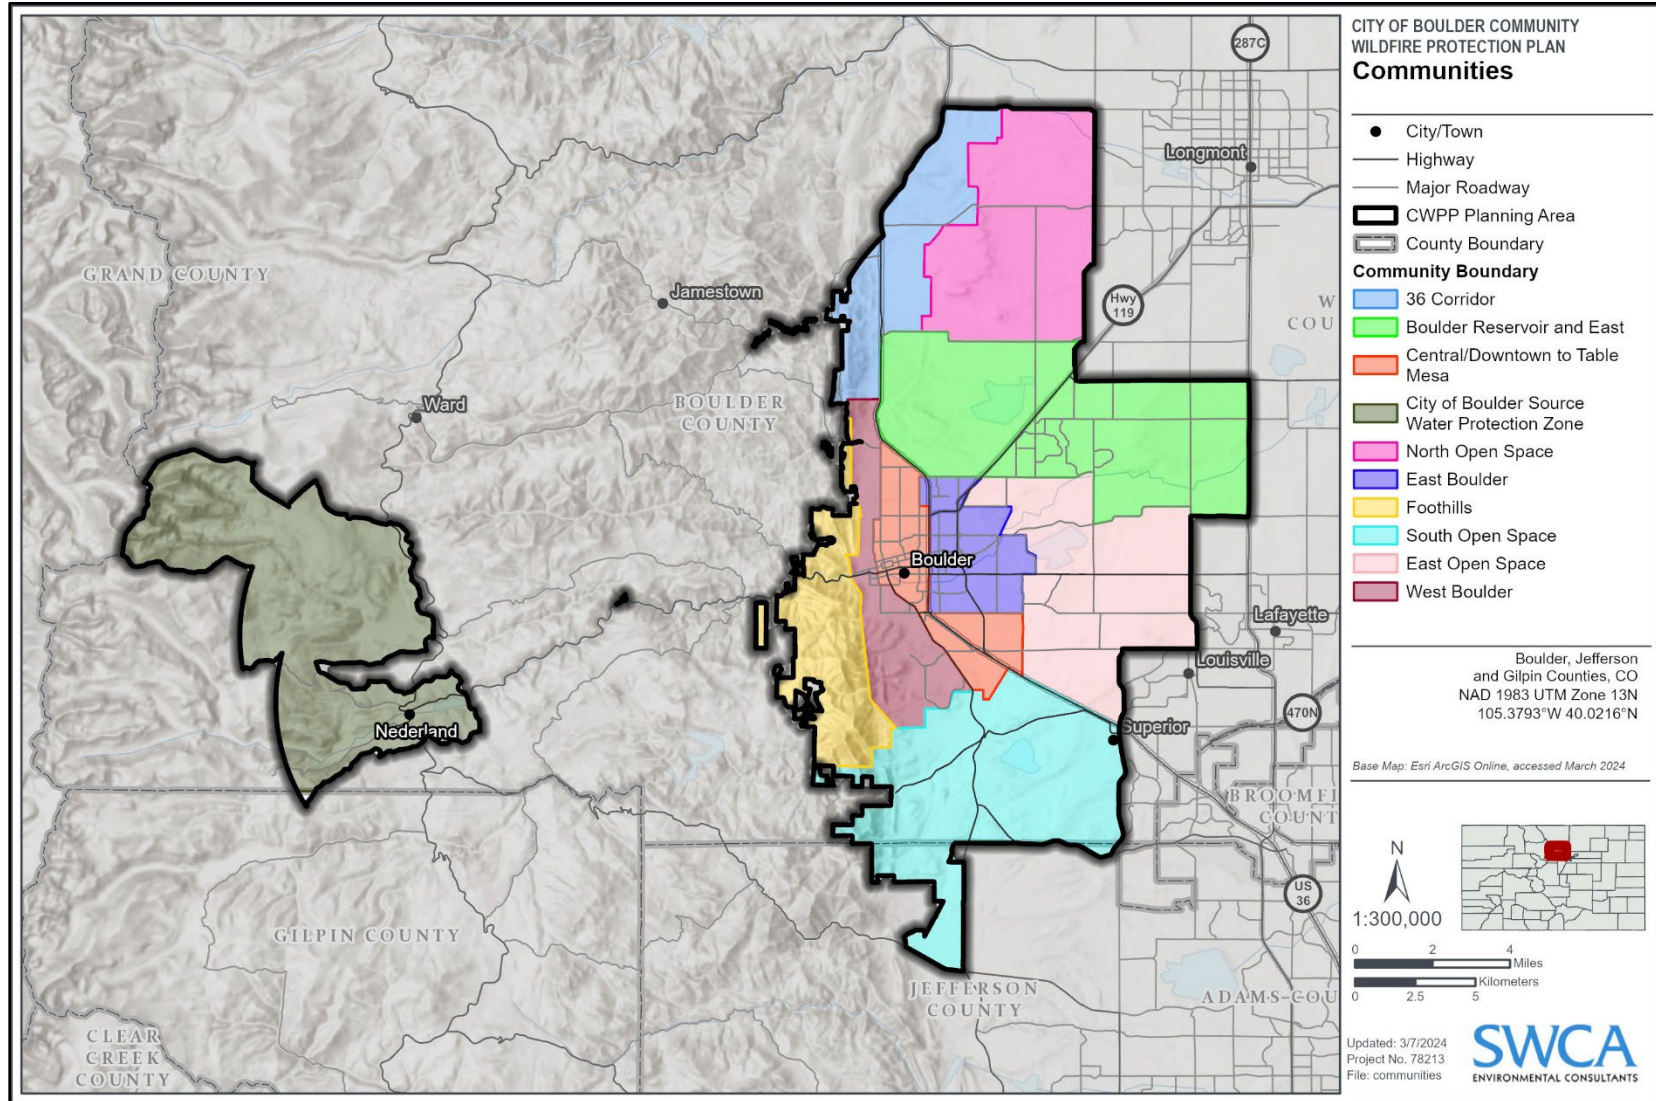 CITY OF BOULDER COMMUNITY
WILDFIRE PROTECTION PLAN
Communities
City/Town
Highway
Major Roadway
CWPP Planning Area
County Boundary
Community Boundary
36 Corridor
Boulder Reservoir and East
Central/Downtown to Table
Mesa
City of Boulder Source
Water Protection Zone
North Open Space
East Boulder
Foothills
South Open Space
East Open Space
West Boulder
Boulder, Jefferson
and Gilpin Counties, CO
NAD 1983 UTM Zone 13N
105.3793°W 40.0216°N
Base Map: Esri ArcGIS Online, accessed March 2024
N
1:300,000
0 2 4
Miles
Kilometers
0 2.5 5
Updated: 3/7/2024
Project No. 78213
File: communities
SWCA
ENVIRONMENTAL CONSULTANTS
287C
Longmont
GRAND COUNTY
Jamestown
Hwy
119
W
COU
Ward
BOULDER
COUNTY
Boulder
Lafayette
Louisville
Nederland
Superior
470N
BROOMFI
COUNT
US
36
GILPIN COUNTY
JEFFERSON
COUNTY
ADAMS COU
CLEAR
CREEK
COUNTY